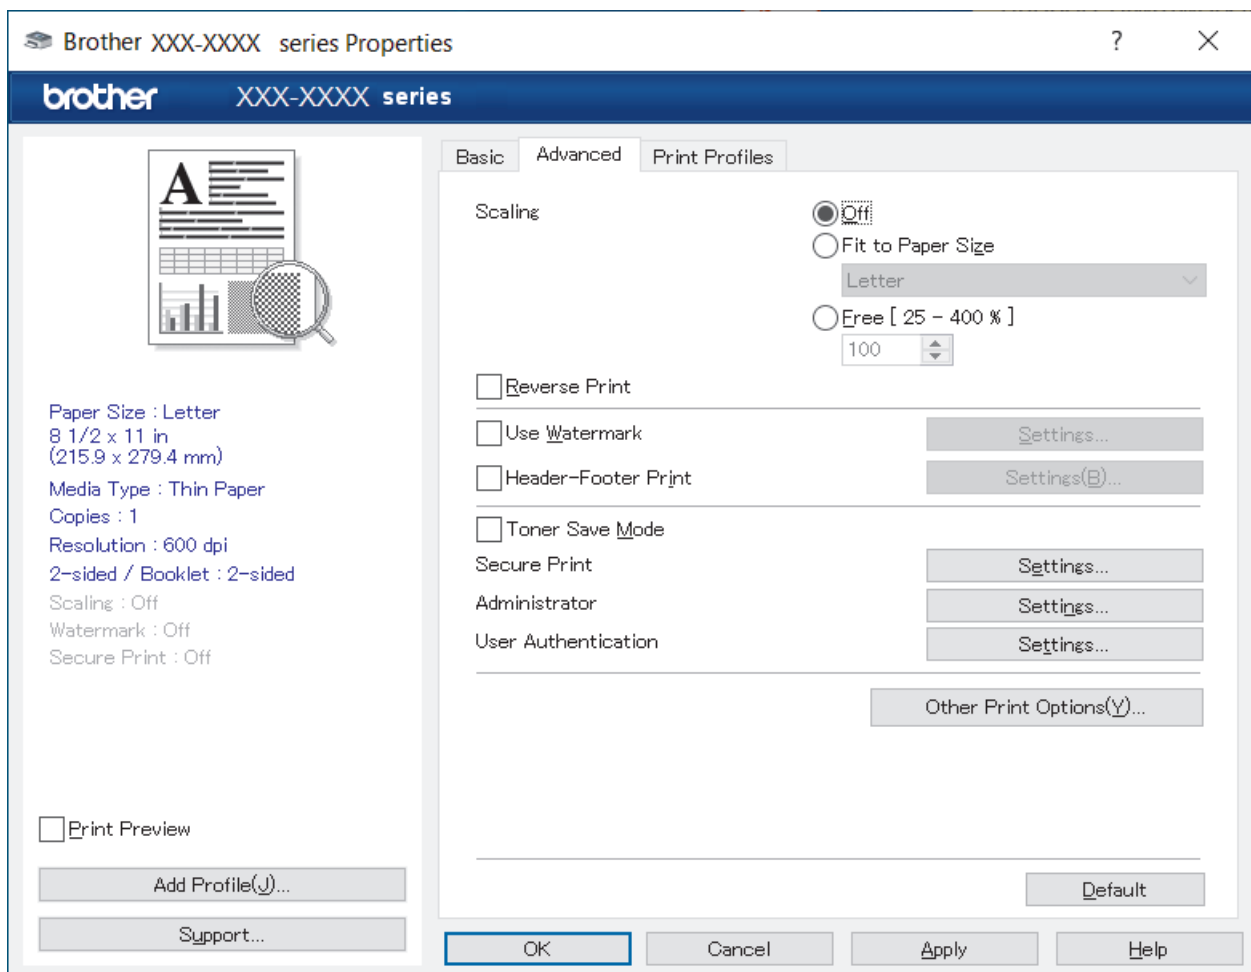 Brother XXX-XXXX series Properties
?
brother XXX-XXXX series
A
Paper Size : Letter
8 1/2 x 11 in
(215.9 x 279.4 mm)
Media Type : Thin Paper
Copies : 1
Resolution : 600 dpi
2-sided / Booklet : 2-sided
Scaling : Off
Watermark : Off
Secure Print : Off
Print Preview
Add Profile(J)...
Support...
Basic Advanced Print Profiles
Scaling Off
Fit to Paper Size
Letter
Free [ 25 - 400 % ]
100
Reverse Print
Use Watermark Settings...
Header-Footer Print Settings(B)...
Toner Save Mode
Secure Print Settings...
Administrator Settings...
User Authentication Settings...
Other Print Options(Y)...
Default
OK Cancel Apply Help